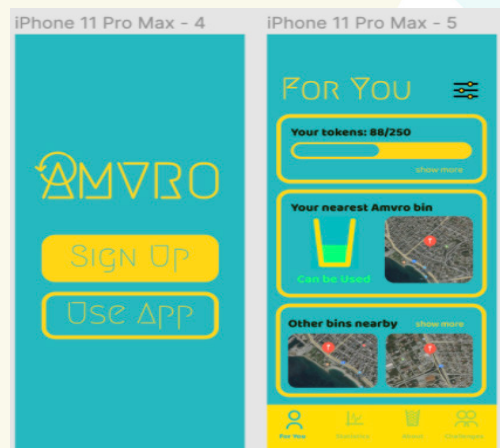 iPhone 11 Pro Max - 4
AMVRO
SIGN UP
USE APP
iPhone 11 Pro Max - 5
FOR YOU
Your tokens: 88/250
show more
Your nearest Amvro bin
Can be Used
Other bins nearby
show more
For You
Statistics
About
Challenges